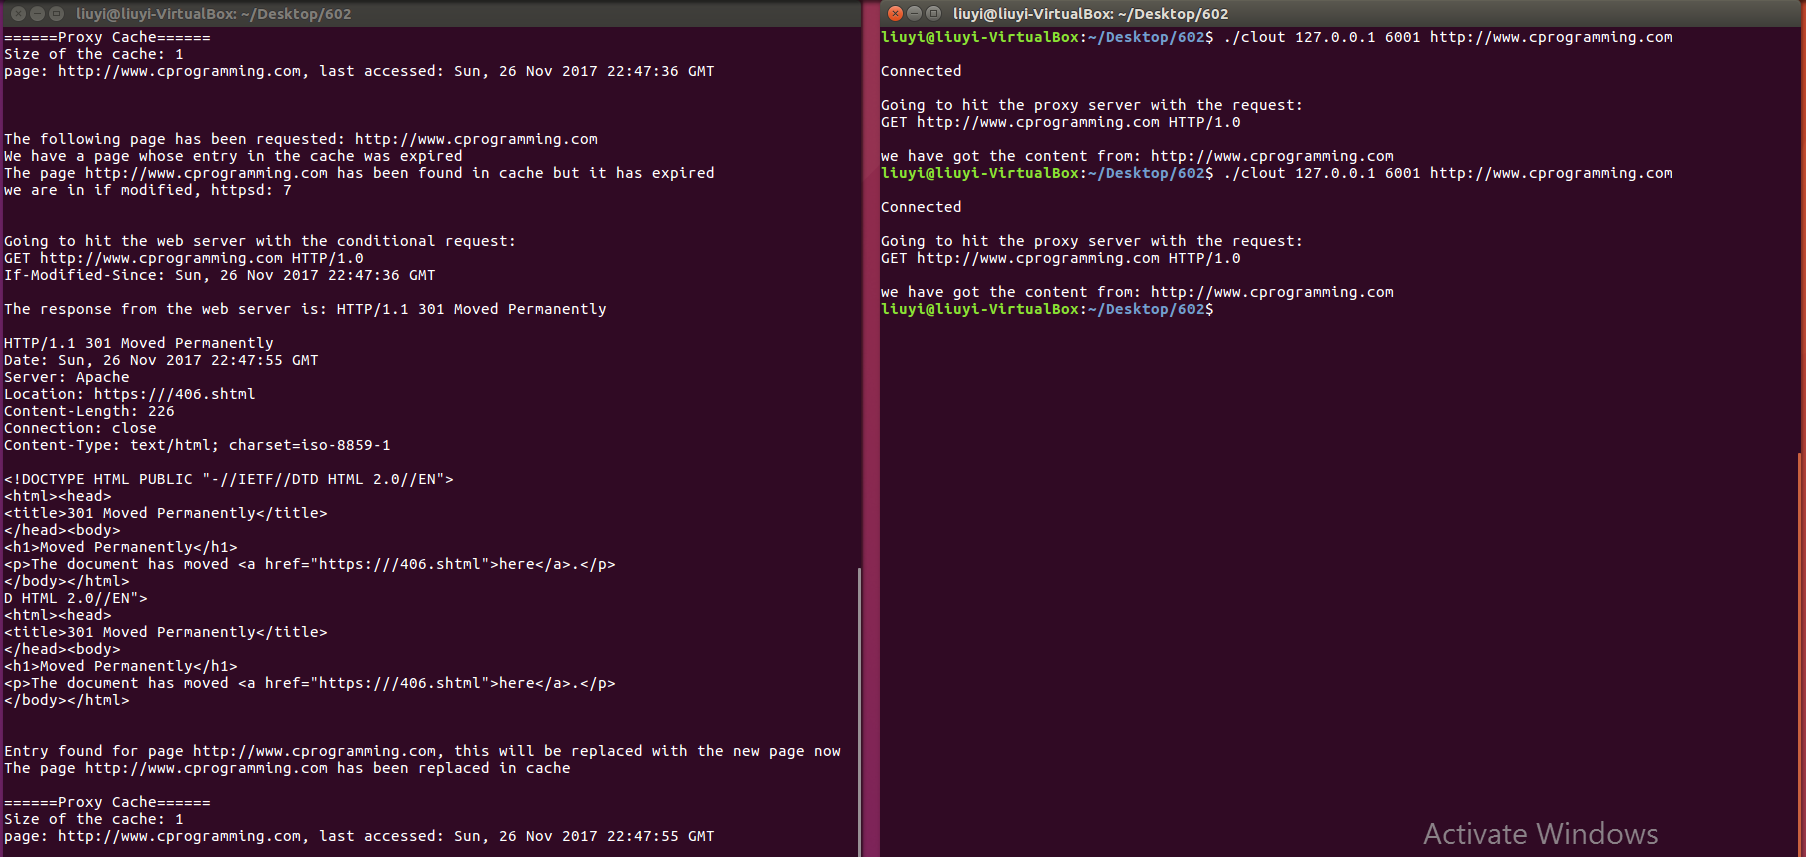 liuyi@liuyi-VirtualBox: ~/Desktop/602
======Proxy Cache======
Size of the cache: 1
page: http://www.cprogramming.com, last accessed: Sun, 26 Nov 2017 22:47:36 GMT
The following page has been requested: http://www.cprogramming.com
We have a page whose entry in the cache was expired
The page http://www.cprogramming.com has been found in cache but it has expired
we are in if modified, httpsd: 7
Going to hit the web server with the conditional request:
GET http://www.cprogramming.com HTTP/1.0
If-Modified-Since: Sun, 26 Nov 2017 22:47:36 GMT
The response from the web server is: HTTP/1.1 301 Moved Permanently
HTTP/1.1 301 Moved Permanently
Date: Sun, 26 Nov 2017 22:47:55 GMT
Server: Apache
Location: https:///406.shtml
Content-Length: 226
Connection: close
Content-Type: text/html; charset=iso-8859-1
<!DOCTYPE HTML PUBLIC "-//IETF//DTD HTML 2.0//EN">
<html><head>
<title>301 Moved Permanently</title>
</head><body>
<h1>Moved Permanently</h1>
<p>The document has moved <a href="https:///406.shtml">here</a>.</p>
</body></html>
D HTML 2.0//EN">
<html><head>
<title>301 Moved Permanently</title>
</head><body>
<h1>Moved Permanently</h1>
<p>The document has moved <a href="https:///406.shtml">here</a>.</p>
</body></html>
Entry found for page http://www.cprogramming.com, this will be replaced with the new page now
The page http://www.cprogramming.com has been replaced in cache
======Proxy Cache======
Size of the cache: 1
page: http://www.cprogramming.com, last accessed: Sun, 26 Nov 2017 22:47:55 GMT
liuyi@liuyi-VirtualBox: ~/Desktop/602
liuyi@liuyi-VirtualBox:~/Desktop/602$ ./clout 127.0.0.1 6001 http://www.cprogramming.com
Connected
Going to hit the proxy server with the request:
GET http://www.cprogramming.com HTTP/1.0
we have got the content from: http://www.cprogramming.com
liuyi@liuyi-VirtualBox:~/Desktop/602$ ./clout 127.0.0.1 6001 http://www.cprogramming.com
Connected
Going to hit the proxy server with the request:
GET http://www.cprogramming.com HTTP/1.0
we have got the content from: http://www.cprogramming.com
liuyi@liuyi-VirtualBox:~/Desktop/602$
Activate Windows